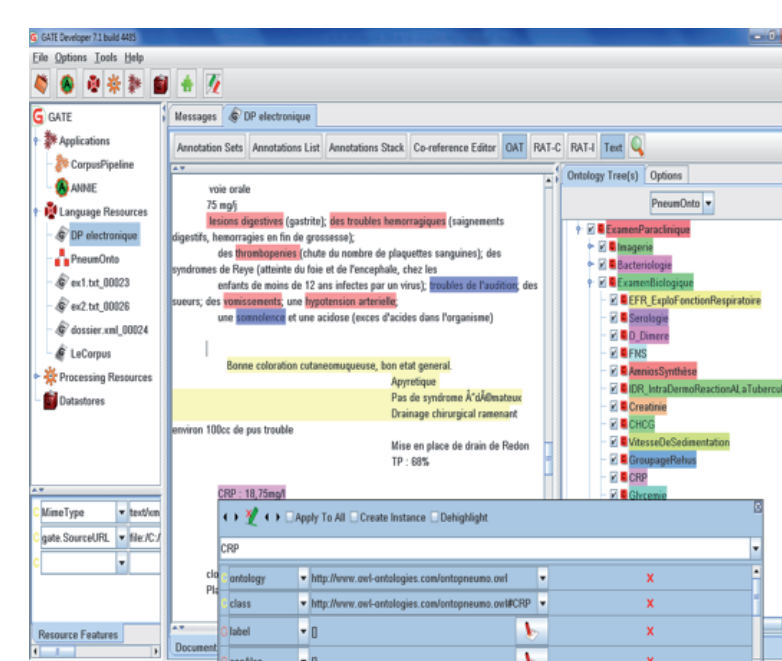 GATE Developer 7.1 build 4485
File Options Tools Help
GATE
Applications
CorpusPipeline
ANNIE
Language Resources
DP electronique
PneumOnto
ex1.txt_00023
ex2.txt_00026
dossier.xml_00024
LeCorpus
Processing Resources
Datastores
MimeType text/xm
gate.SourceURL file:/C:/
Resource Features
Messages DP electronique
Annotation Sets Annotations List Annotations Stack Co-reference Editor OAT RAT-C RAT-I Text
voie orale
75 mg/j
lesions digestives (gastrite); des troubles hemorragiques (saignements
digestifs, hemorragies en fin de grossesse);
des thrombopenies (chute du nombre de plaquettes sanguines); des
syndromes de Reye (atteinte du foie et de l'encephale, chez les
enfants de moins de 12 ans infectes par un virus); troubles de l'audition; des
sueurs; des vomissements; une hypotension arterielle;
une somnolence et une acidose (exces d'acides dans l'organisme)
Bonne coloration cutaneomuqueuse, bon etat general.
Apyretique
Pas de syndrome Å"dÃ©mateux
Drainage chirurgical ramenant
environ 100cc de pus trouble
Mise en place de drain de Redon
TP : 68%
CRP : 18,75mg/l
clo
Pla
Document
Ontology Tree(s) Options
PneumOnto
ExamenParaclinique
Imagerie
Bacteriologie
ExamenBiologique
EFR_ExploFonctionRespiratoire
Serologie
D_Dimere
FNS
AmniosSynthèse
IDR_IntraDermoReactionALaTubercul
Creatinie
CHCG
VitesseDeSedimentation
GroupageRehus
CRP
Glycemie
Apply To All Create Instance Dehighlight
CRP
ontology http://www.owl-ontologies.com/ontopneumo.owl X
class http://www.owl-ontologies.com/ontopneumo.owl#CRP X
label [] X